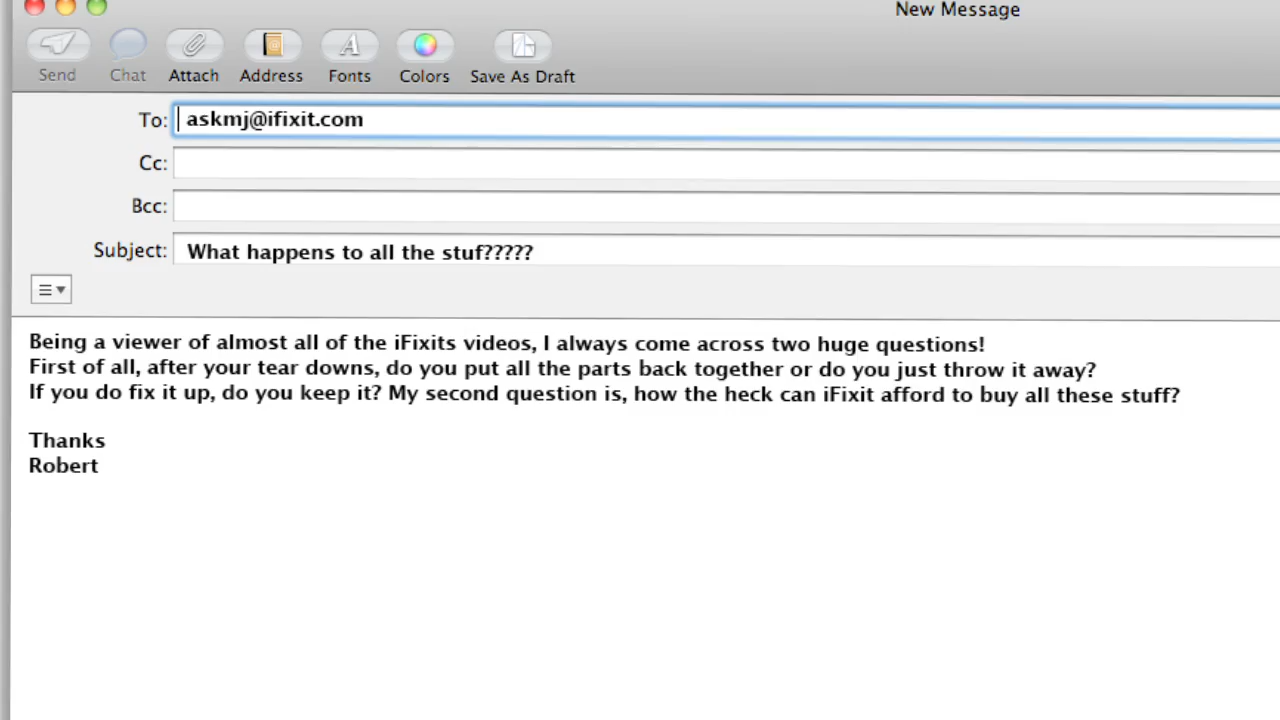 New Message
Send Chat Attach Address Fonts Colors Save As Draft
To: askmj@ifixit.com
Cc:
Bcc:
Subject: What happens to all the stuf?????
Being a viewer of almost all of the iFixits videos, I always come across two huge questions!
First of all, after your tear downs, do you put all the parts back together or do you just throw it away?
If you do fix it up, do you keep it? My second question is, how the heck can iFixit afford to buy all these stuff?
Thanks
Robert